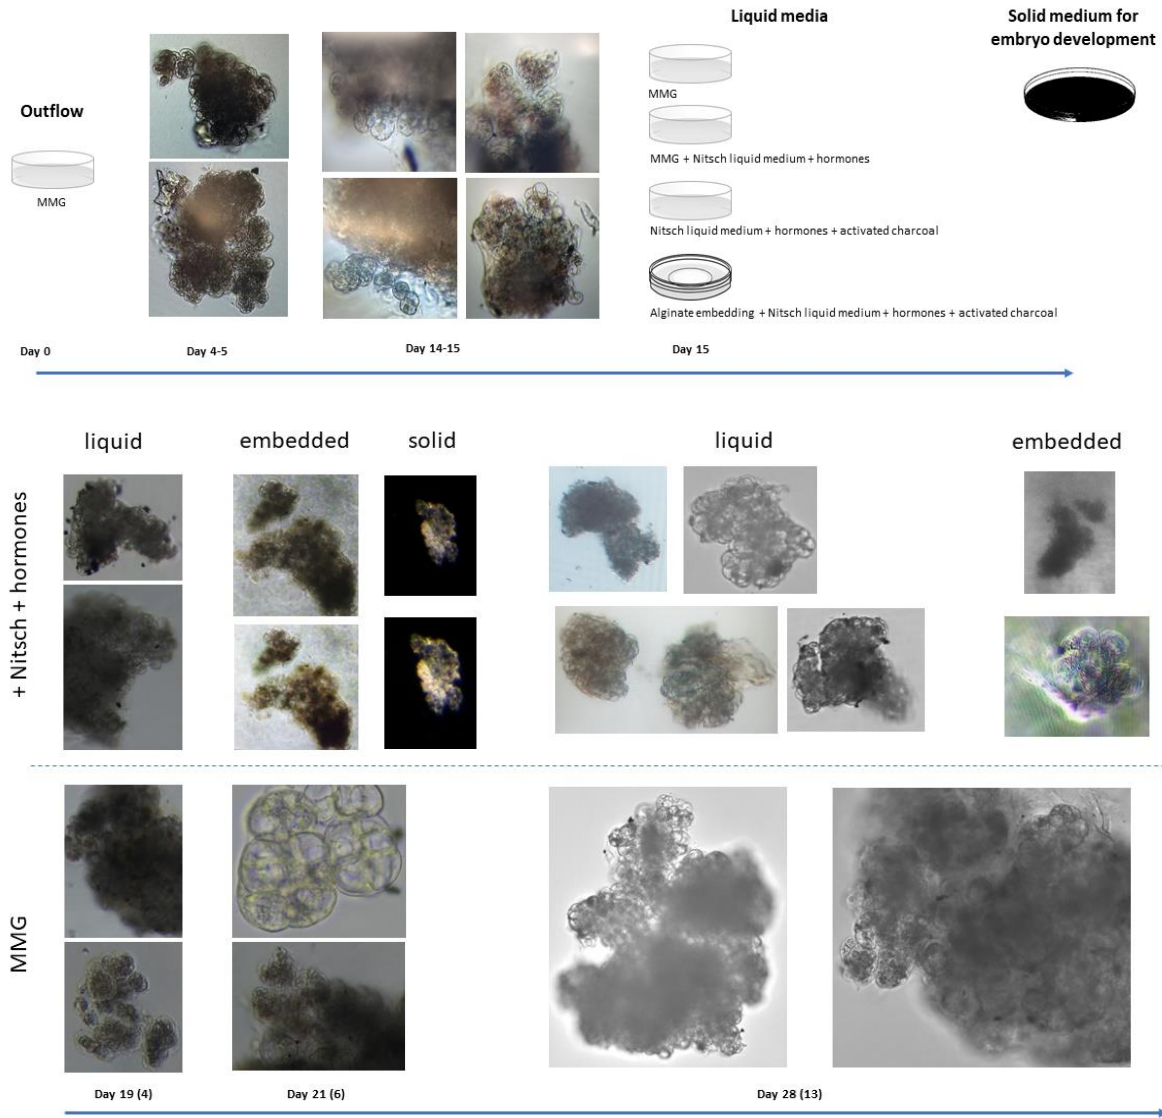 Liquid media
Solid medium for
embryo development
Outflow
MMG
MMG
MMG + Nitsch liquid medium + hormones
Nitsch liquid medium + hormones + activated charcoal
Alginate embedding + Nitsch liquid medium + hormones + activated charcoal
Day 0
Day 4-5
Day 14-15
Day 15
liquid
embedded
solid
liquid
embedded
+ Nitsch + hormones
MMG
Day 19 (4)
Day 21 (6)
Day 28 (13)